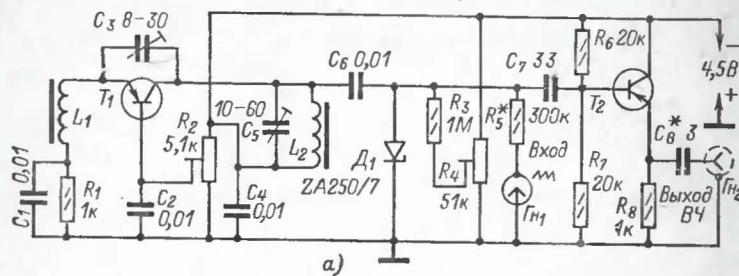 C3 8-30
T1
L1
0,01
C1
R1
1к
C2
0,01
R2
5,1к
10-60
C5
L2
C4
0,01
C6 0,01
Д1
ZA250/7
R3
1М
R4
51к
R5*
300к
Вход
Гн1
C7 33
R6 20к
T2
R7
20к
4,5В
C8* 3
R8
1к
Выход
ВЧ
Гн2
а)